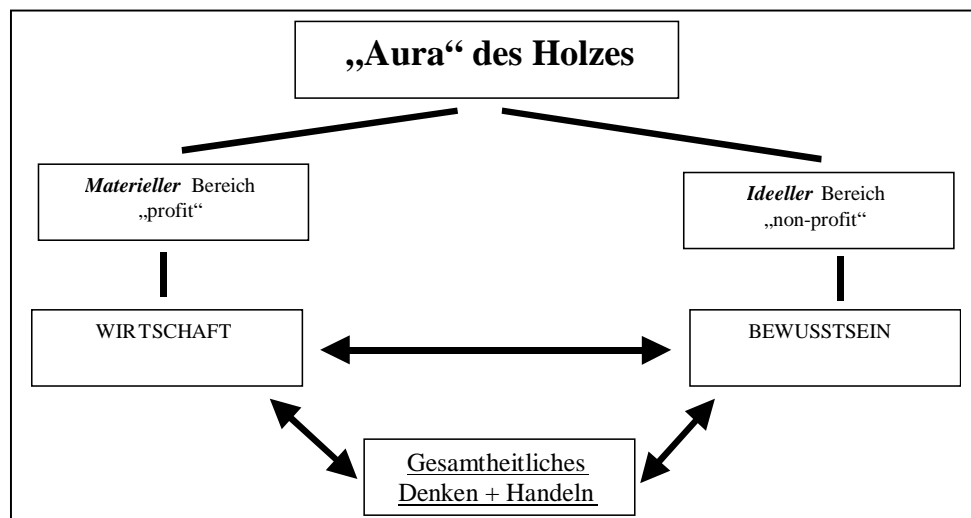 „Aura“ des Holzes
Materieller Bereich
„profit“
Ideeller Bereich
„non-profit“
WIRTSCHAFT
BEWUSSTSEIN
Gesamtheitliches
Denken + Handeln